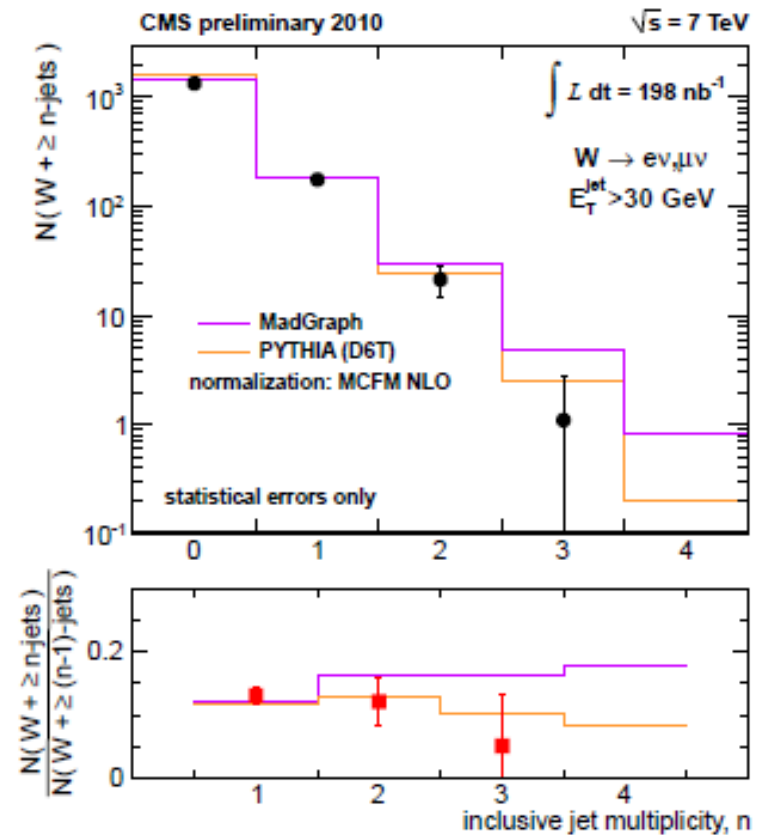 CMS preliminary 2010
√s = 7 TeV
∫ L dt = 198 nb⁻¹
W → eν,μν
E_T^jet >30 GeV
N( W + ≥ n-jets )
10³
10²
10
1
10⁻¹
MadGraph
PYTHIA (D6T)
normalization: MCFM NLO
statistical errors only
0 1 2 3 4
N( W + ≥ n-jets )
N( W + ≥ (n-1)-jets )
0.2
0
1 2 3 4
inclusive jet multiplicity, n